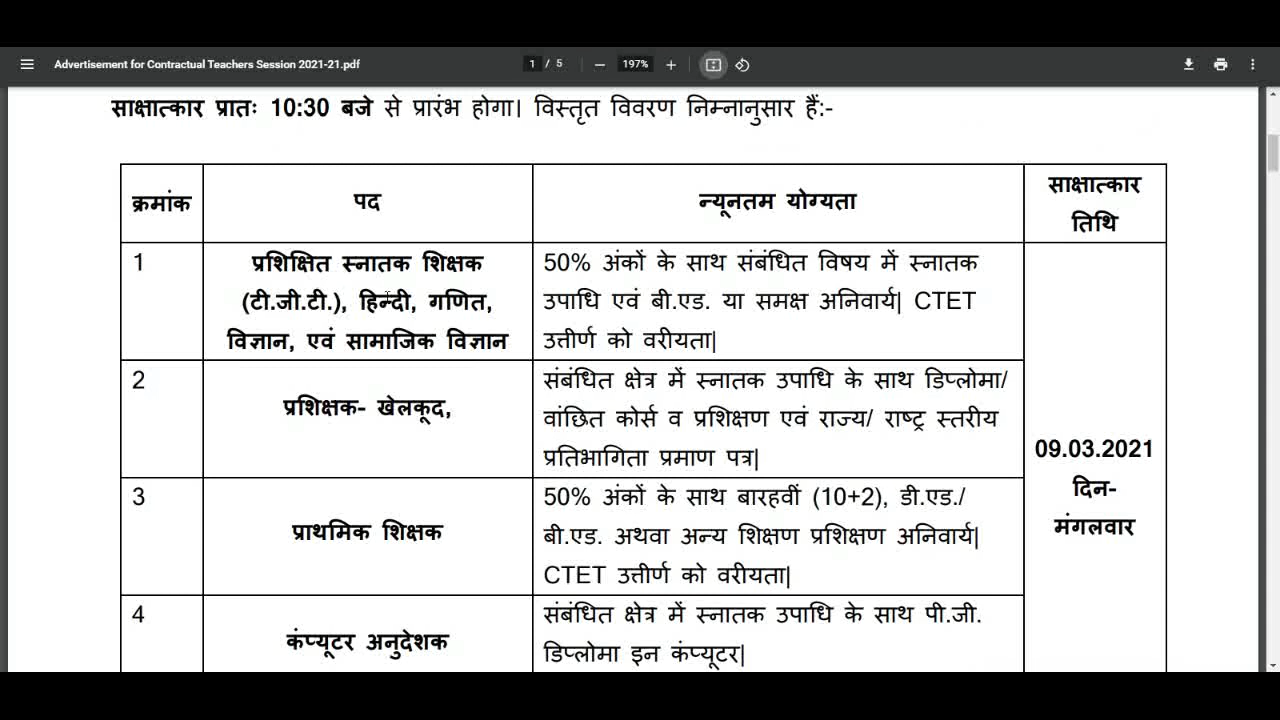 Advertisement for Contractual Teachers Session 2021-21.pdf
1 / 5
197%
साक्षात्कार प्रातः 10:30 बजे से प्रारंभ होगा। विस्तृत विवरण निम्नानुसार हैं:-
क्रमांक
पद
न्यूनतम योग्यता
साक्षात्कार
तिथि
1
प्रशिक्षित स्नातक शिक्षक
(टी.जी.टी.), हिन्दी, गणित,
विज्ञान, एवं सामाजिक विज्ञान
50% अंकों के साथ संबंधित विषय में स्नातक
उपाधि एवं बी.एड. या समक्ष अनिवार्य| CTET
उत्तीर्ण को वरीयता|
2
प्रशिक्षक- खेलकूद,
संबंधित क्षेत्र में स्नातक उपाधि के साथ डिप्लोमा/
वांछित कोर्स व प्रशिक्षण एवं राज्य/ राष्ट्र स्तरीय
प्रतिभागिता प्रमाण पत्र|
3
प्राथमिक शिक्षक
50% अंकों के साथ बारहवीं (10+2), डी.एड./
बी.एड. अथवा अन्य शिक्षण प्रशिक्षण अनिवार्य|
CTET उत्तीर्ण को वरीयता|
4
कंप्यूटर अनुदेशक
संबंधित क्षेत्र में स्नातक उपाधि के साथ पी.जी.
डिप्लोमा इन कंप्यूटर|
09.03.2021
दिन-
मंगलवार